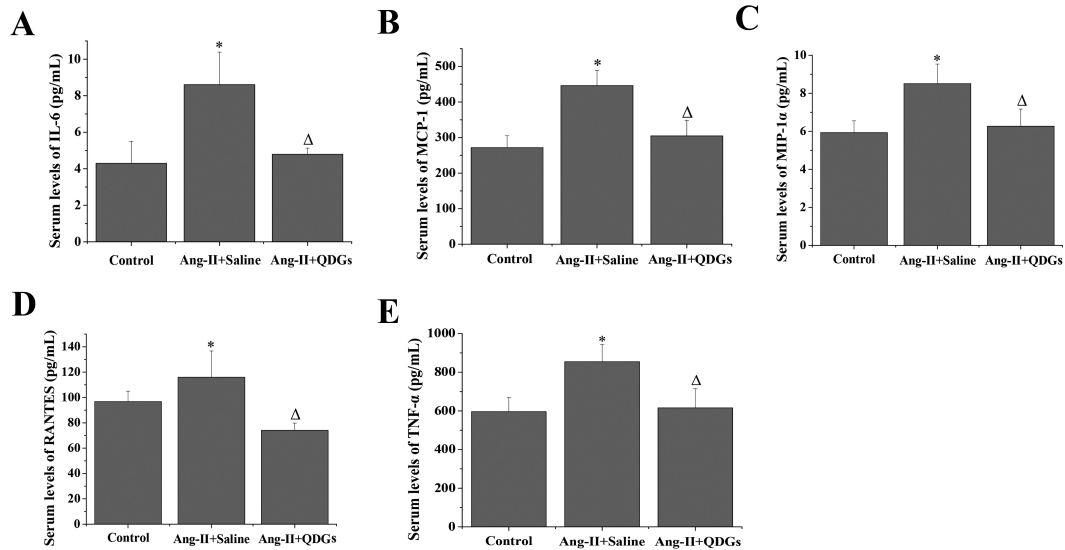 A
Serum levels of IL-6 (pg/mL)
10
8
6
4
2
0
*
Δ
Control Ang-II+Saline Ang-II+QDGs
B
Serum levels of MCP-1 (pg/mL)
500
400
300
200
100
0
*
Δ
Control Ang-II+Saline Ang-II+QDGs
C
Serum levels of MIP-1α (pg/mL)
10
8
6
4
2
0
*
Δ
Control Ang-II+Saline Ang-II+QDGs
D
Serum levels of RANTES (pg/mL)
140
120
100
80
60
40
20
0
*
Δ
Control Ang-II+Saline Ang-II+QDGs
E
Serum levels of TNF-α (pg/mL)
1000
800
600
400
200
0
*
Δ
Control Ang-II+Saline Ang-II+QDGs